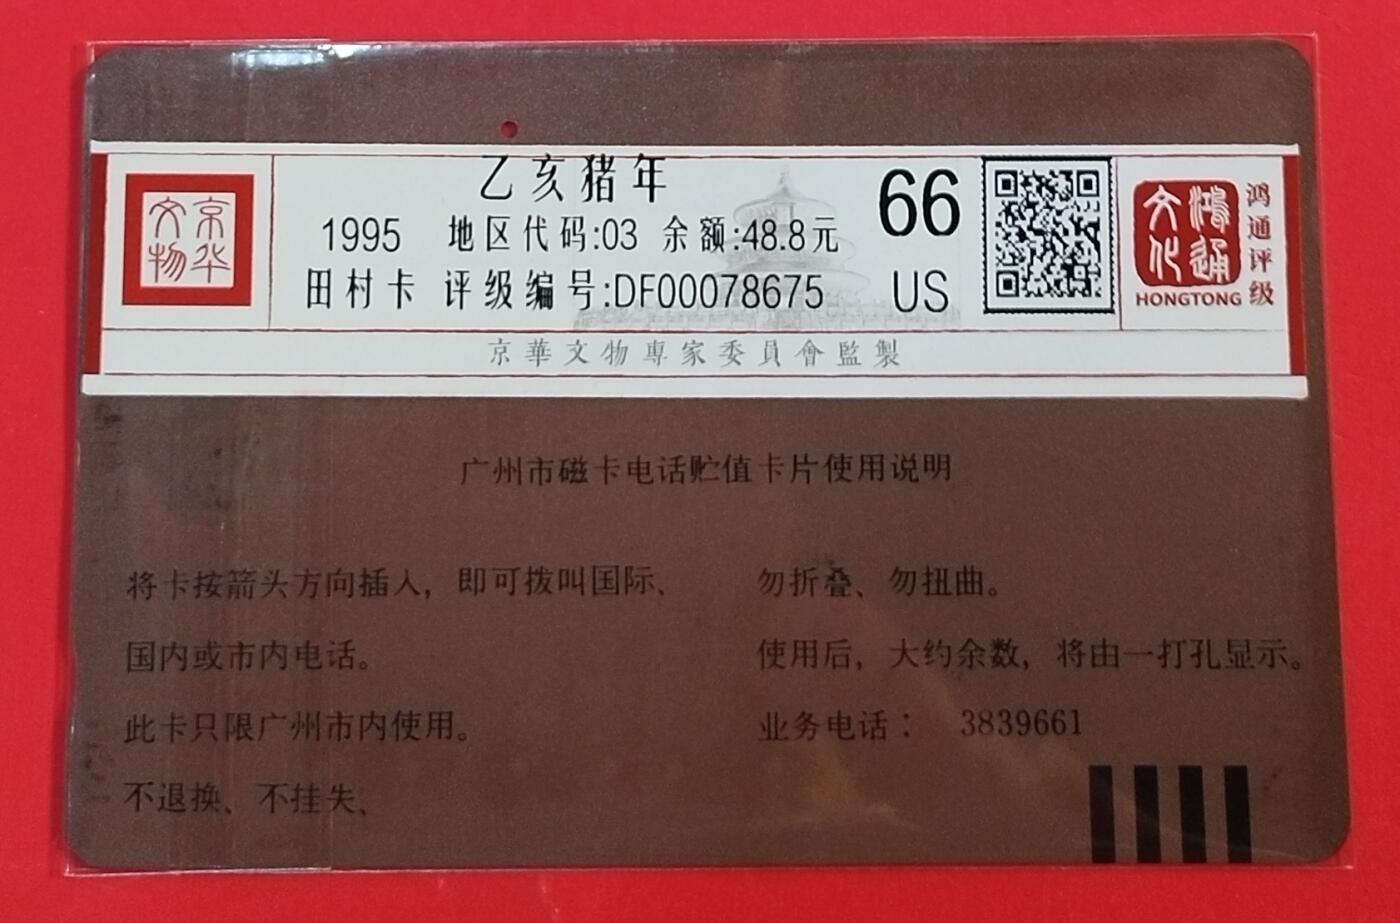 京华
文物
乙亥猪年
1995 地区代码:03 余额:48.8元
田村卡 评级编号:DF00078675
66
US
鸿通
文化
HONGTONG
鸿通评级
京華文物專家委員會監製
广州市磁卡电话贮值卡片使用说明
将卡按箭头方向插入，即可拨叫国际、
国内或市内电话。
此卡只限广州市内使用。
不退换、不挂失、
勿折叠、勿扭曲。
使用后，大约余数，将由一打孔显示。
业务电话： 3839661